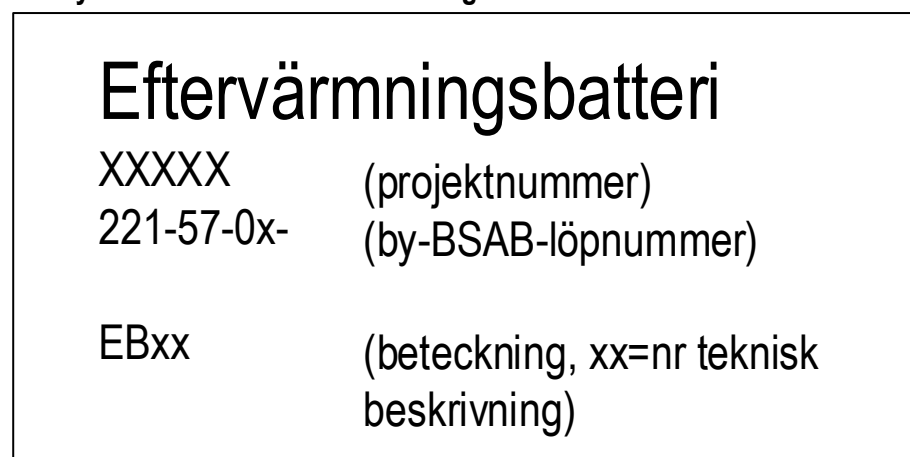 Eftervärmningsbatteri
XXXXX (projektnummer)
221-57-0x- (by-BSAB-löpnummer)
EBxx (beteckning, xx=nr teknisk
beskrivning)